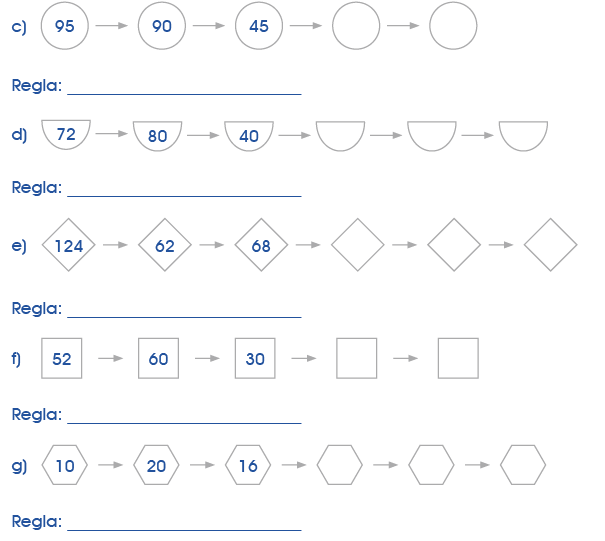 c) 95 90 45
Regla:
d) 72 80 40
Regla:
e) 124 62 68
Regla:
f) 52 60 30
Regla:
g) 10 20 16
Regla: